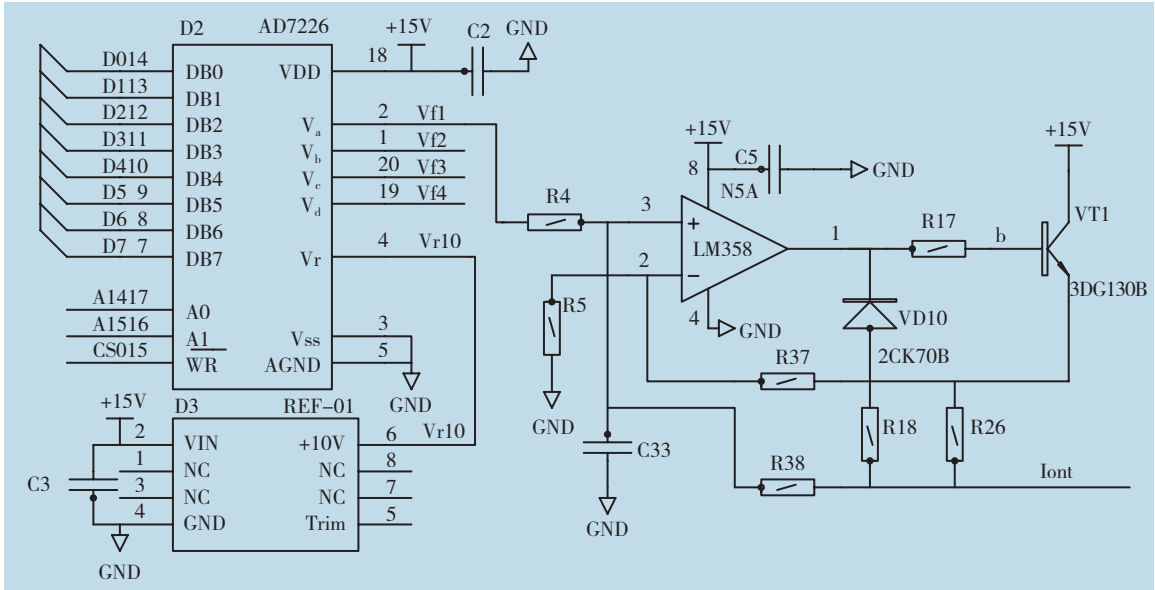 D2 AD7226
+15V
C2
GND
D014 DB0 VDD 18
D113 DB1
D212 DB2 Va 2 Vf1
D311 DB3 Vb 1 Vf2
D410 DB4 Vc 20 Vf3
D5 9 DB5 Vd 19 Vf4
D6 8 DB6
D7 7 DB7 Vr 4 Vr10
A1417 A0
A1516 A1 Vss 3
CS015 WR AGND 5
GND
+15V
D3 REF-01
2 VIN +10V 6 Vr10
1 NC NC 8
3 NC NC 7
4 GND Trim 5
C3
GND
R4
R5
GND
C33
GND
+15V
8
C5
GND
N5A
3 +
LM358
2 −
4
GND
1
R17
b
+15V
VT1
3DG130B
VD10
2CK70B
R37
R18
R26
R38
Iont